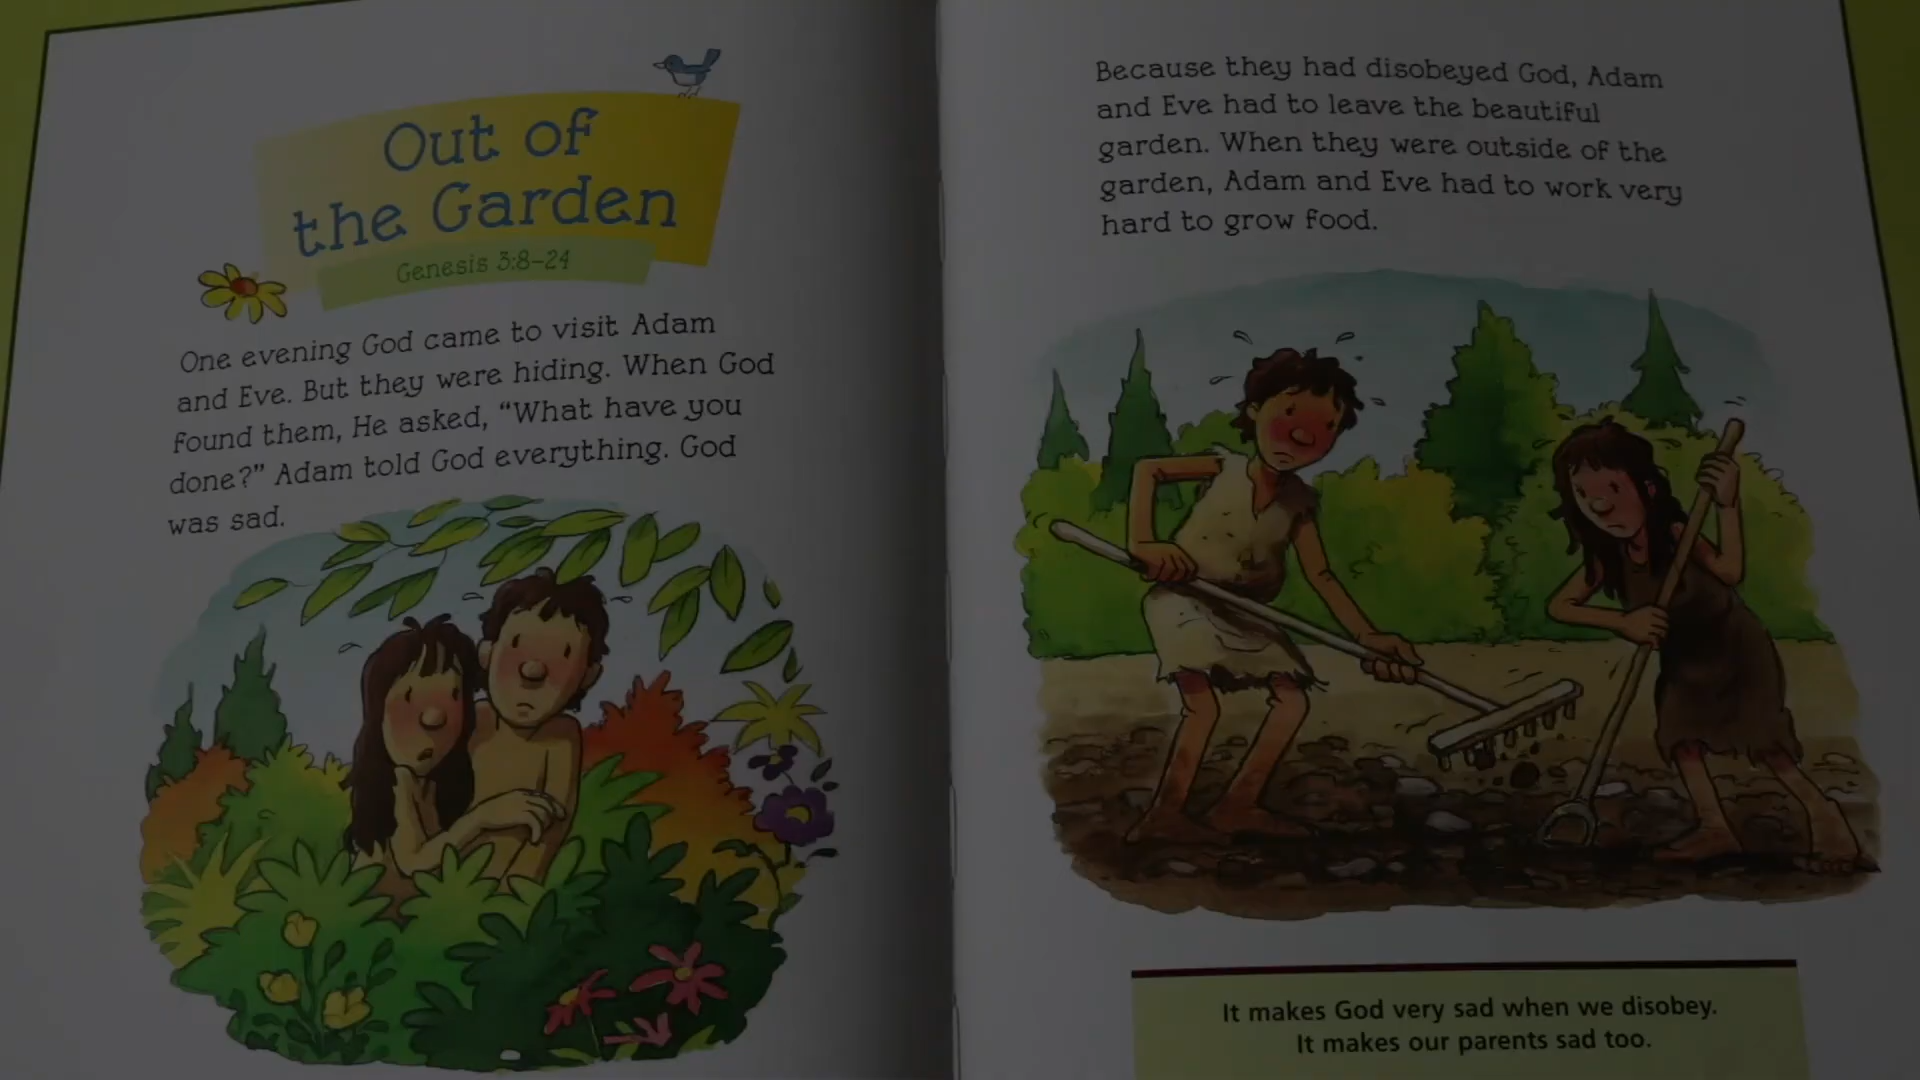 Out of
the Garden
Genesis 3:8–24
One evening God came to visit Adam
and Eve. But they were hiding. When God
found them, He asked, “What have you
done?” Adam told God everything. God
was sad.
Because they had disobeyed God, Adam
and Eve had to leave the beautiful
garden. When they were outside of the
garden, Adam and Eve had to work very
hard to grow food.
It makes God very sad when we disobey.
It makes our parents sad too.